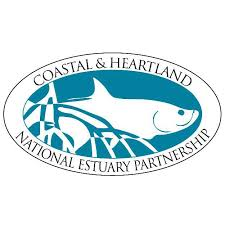 COASTAL & HEARTLAND
NATIONAL ESTUARY PARTNERSHIP